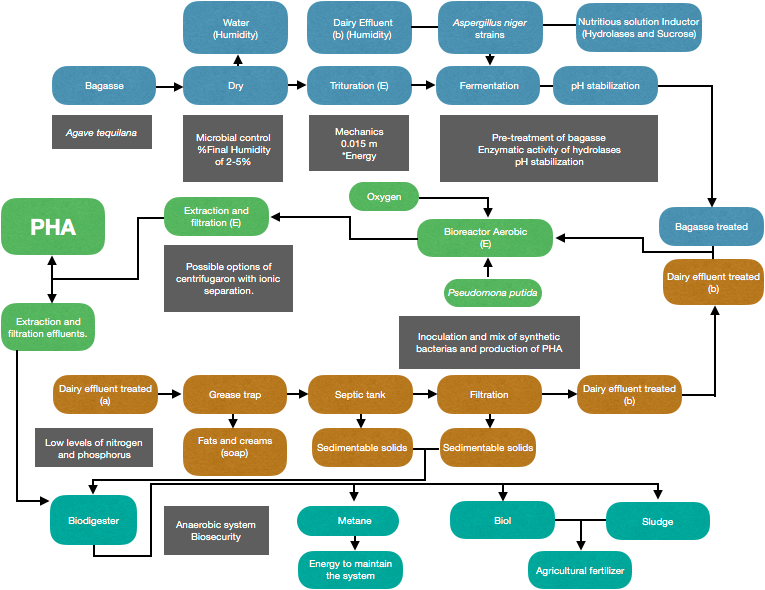 Water
(Humidity)
Dairy Effluent
(b) (Humidity)
Aspergillus niger
strains
Nutritious solution Inductor
(Hydrolases and Sucrose)
Bagasse
Dry
Trituration (E)
Fermentation
pH stabilization
Agave tequilana
Microbial control
%Final Humidity
of 2-5%
Mechanics
0.015 m
*Energy
Pre-treatment of bagasse
Enzymatic activity of hydrolases
pH stabilization
PHA
Extraction and
filtration (E)
Oxygen
Bioreactor Aerobic
(E)
Bagasse treated
Possible options of
centrifugaron with ionic
separation.
Pseudomona putida
Dairy effluent treated
(b)
Extraction and
filtration effluents.
Inoculation and mix of synthetic
bacterias and production of PHA
Dairy effluent treated
(a)
Grease trap
Septic tank
Filtration
Dairy effluent treated
(b)
Low levels of nitrogen
and phosphorus
Fats and creams
(soap)
Sedimentable solids
Sedimentable solids
Biodigester
Anaerobic system
Biosecurity
Metane
Biol
Sludge
Energy to maintain
the system
Agricultural fertilizer